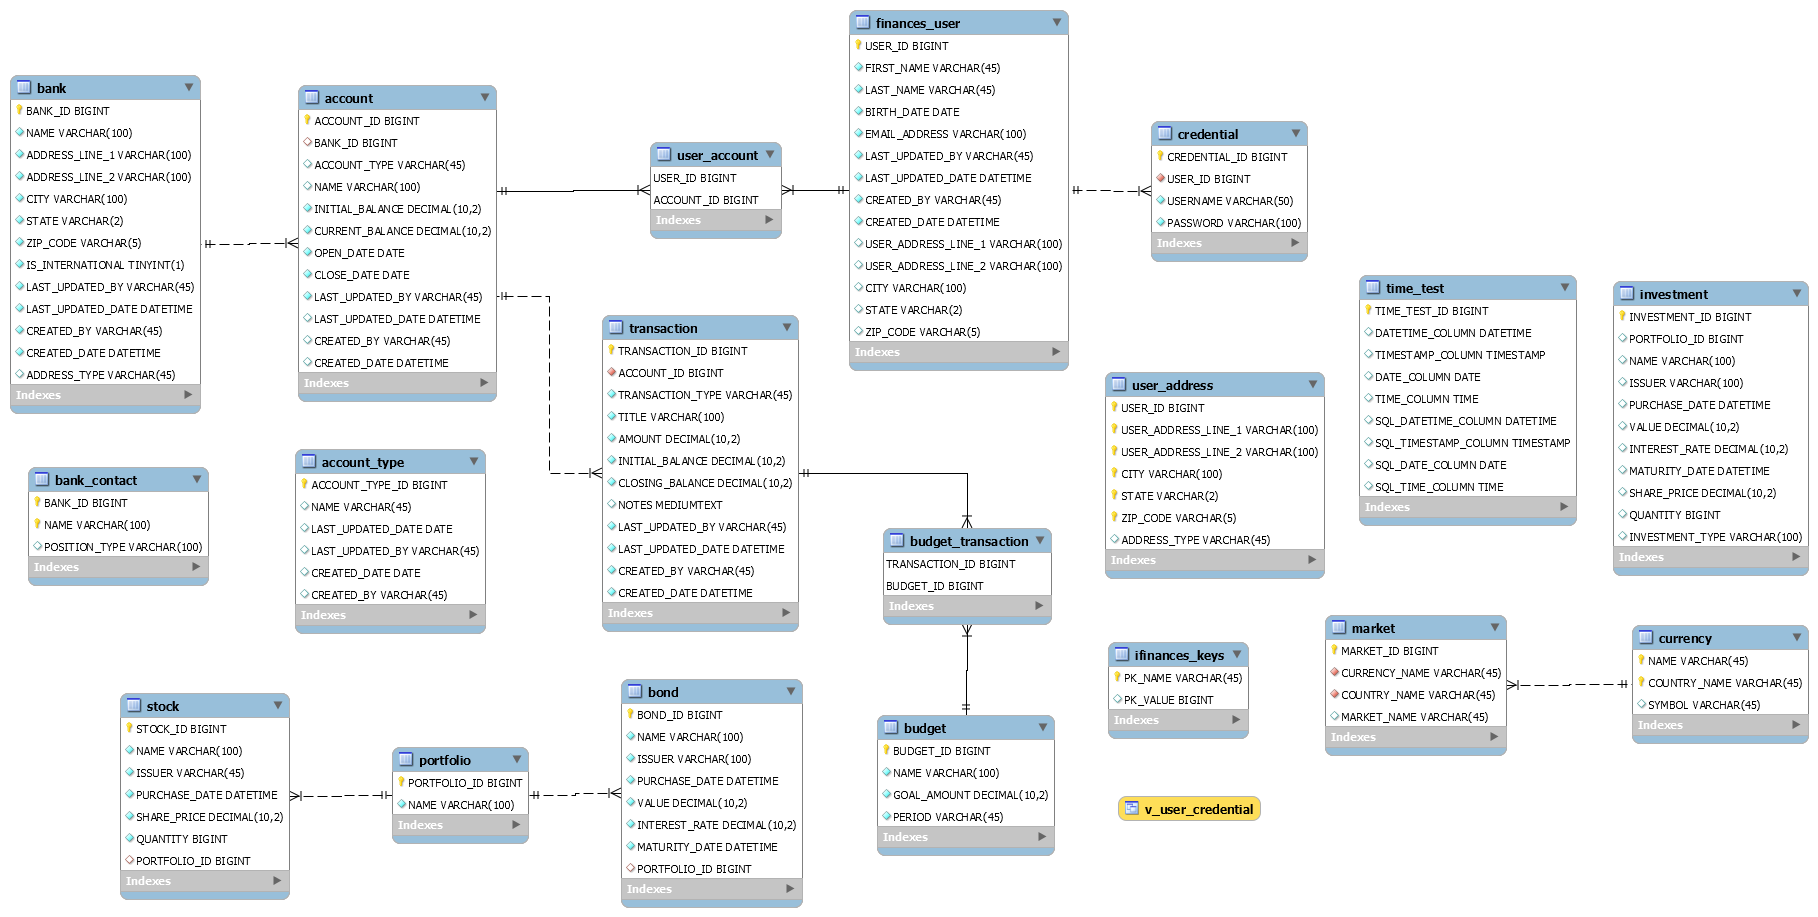 bank
BANK_ID BIGINT
NAME VARCHAR(100)
ADDRESS_LINE_1 VARCHAR(100)
ADDRESS_LINE_2 VARCHAR(100)
CITY VARCHAR(100)
STATE VARCHAR(2)
ZIP_CODE VARCHAR(5)
IS_INTERNATIONAL TINYINT(1)
LAST_UPDATED_BY VARCHAR(45)
LAST_UPDATED_DATE DATETIME
CREATED_BY VARCHAR(45)
CREATED_DATE DATETIME
ADDRESS_TYPE VARCHAR(45)
Indexes
account
ACCOUNT_ID BIGINT
BANK_ID BIGINT
ACCOUNT_TYPE VARCHAR(45)
NAME VARCHAR(100)
INITIAL_BALANCE DECIMAL(10,2)
CURRENT_BALANCE DECIMAL(10,2)
OPEN_DATE DATE
CLOSE_DATE DATE
LAST_UPDATED_BY VARCHAR(45)
LAST_UPDATED_DATE DATETIME
CREATED_BY VARCHAR(45)
CREATED_DATE DATETIME
Indexes
user_account
USER_ID BIGINT
ACCOUNT_ID BIGINT
Indexes
finances_user
USER_ID BIGINT
FIRST_NAME VARCHAR(45)
LAST_NAME VARCHAR(45)
BIRTH_DATE DATE
EMAIL_ADDRESS VARCHAR(100)
LAST_UPDATED_BY VARCHAR(45)
LAST_UPDATED_DATE DATETIME
CREATED_BY VARCHAR(45)
CREATED_DATE DATETIME
USER_ADDRESS_LINE_1 VARCHAR(100)
USER_ADDRESS_LINE_2 VARCHAR(100)
CITY VARCHAR(100)
STATE VARCHAR(2)
ZIP_CODE VARCHAR(5)
Indexes
credential
CREDENTIAL_ID BIGINT
USER_ID BIGINT
USERNAME VARCHAR(50)
PASSWORD VARCHAR(100)
Indexes
transaction
TRANSACTION_ID BIGINT
ACCOUNT_ID BIGINT
TRANSACTION_TYPE VARCHAR(45)
TITLE VARCHAR(100)
AMOUNT DECIMAL(10,2)
INITIAL_BALANCE DECIMAL(10,2)
CLOSING_BALANCE DECIMAL(10,2)
NOTES MEDIUMTEXT
LAST_UPDATED_BY VARCHAR(45)
LAST_UPDATED_DATE DATETIME
CREATED_BY VARCHAR(45)
CREATED_DATE DATETIME
Indexes
time_test
TIME_TEST_ID BIGINT
DATETIME_COLUMN DATETIME
TIMESTAMP_COLUMN TIMESTAMP
DATE_COLUMN DATE
TIME_COLUMN TIME
SQL_DATETIME_COLUMN DATETIME
SQL_TIMESTAMP_COLUMN TIMESTAMP
SQL_DATE_COLUMN DATE
SQL_TIME_COLUMN TIME
Indexes
investment
INVESTMENT_ID BIGINT
PORTFOLIO_ID BIGINT
NAME VARCHAR(100)
ISSUER VARCHAR(100)
PURCHASE_DATE DATETIME
VALUE DECIMAL(10,2)
INTEREST_RATE DECIMAL(10,2)
MATURITY_DATE DATETIME
SHARE_PRICE DECIMAL(10,2)
QUANTITY BIGINT
INVESTMENT_TYPE VARCHAR(100)
Indexes
user_address
USER_ID BIGINT
USER_ADDRESS_LINE_1 VARCHAR(100)
USER_ADDRESS_LINE_2 VARCHAR(100)
CITY VARCHAR(100)
STATE VARCHAR(2)
ZIP_CODE VARCHAR(5)
ADDRESS_TYPE VARCHAR(45)
Indexes
bank_contact
BANK_ID BIGINT
NAME VARCHAR(100)
POSITION_TYPE VARCHAR(100)
Indexes
account_type
ACCOUNT_TYPE_ID BIGINT
NAME VARCHAR(45)
LAST_UPDATED_DATE DATE
LAST_UPDATED_BY VARCHAR(45)
CREATED_DATE DATE
CREATED_BY VARCHAR(45)
Indexes
budget_transaction
TRANSACTION_ID BIGINT
BUDGET_ID BIGINT
Indexes
ifinances_keys
PK_NAME VARCHAR(45)
PK_VALUE BIGINT
Indexes
market
MARKET_ID BIGINT
CURRENCY_NAME VARCHAR(45)
COUNTRY_NAME VARCHAR(45)
MARKET_NAME VARCHAR(45)
Indexes
currency
NAME VARCHAR(45)
COUNTRY_NAME VARCHAR(45)
SYMBOL VARCHAR(45)
Indexes
stock
STOCK_ID BIGINT
NAME VARCHAR(100)
ISSUER VARCHAR(45)
PURCHASE_DATE DATETIME
SHARE_PRICE DECIMAL(10,2)
QUANTITY BIGINT
PORTFOLIO_ID BIGINT
Indexes
portfolio
PORTFOLIO_ID BIGINT
NAME VARCHAR(100)
Indexes
bond
BOND_ID BIGINT
NAME VARCHAR(100)
ISSUER VARCHAR(100)
PURCHASE_DATE DATETIME
VALUE DECIMAL(10,2)
INTEREST_RATE DECIMAL(10,2)
MATURITY_DATE DATETIME
PORTFOLIO_ID BIGINT
Indexes
budget
BUDGET_ID BIGINT
NAME VARCHAR(100)
GOAL_AMOUNT DECIMAL(10,2)
PERIOD VARCHAR(45)
Indexes
v_user_credential